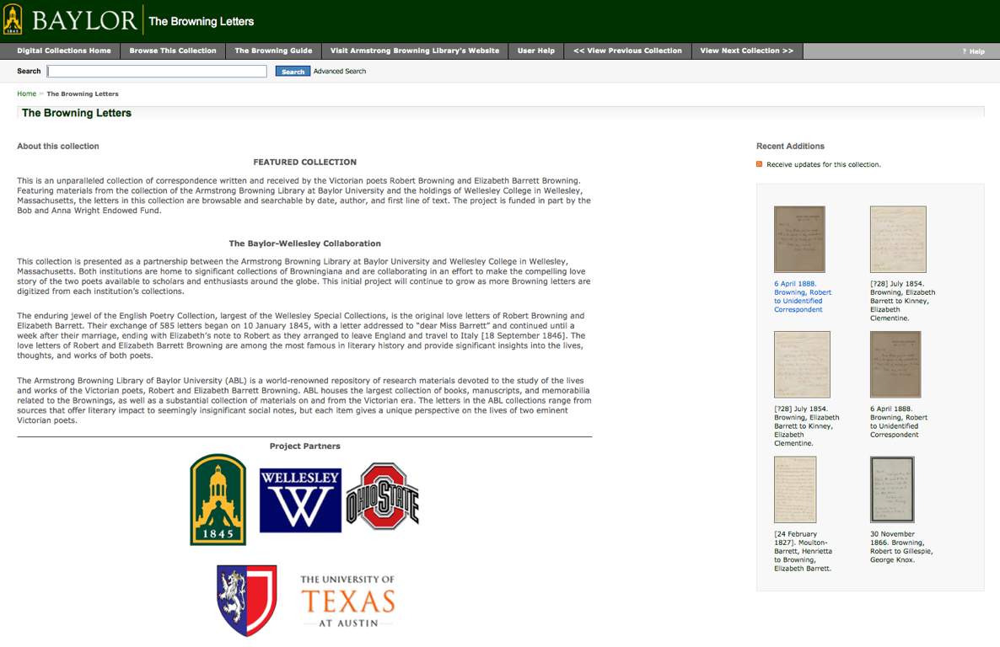 BAYLOR The Browning Letters
1845
Digital Collections Home Browse This Collection The Browning Guide Visit Armstrong Browning Library's Website User Help << View Previous Collection View Next Collection >> ? Help
Search Search Advanced Search
Home » The Browning Letters
The Browning Letters
About this collection
FEATURED COLLECTION
This is an unparalleled collection of correspondence written and received by the Victorian poets Robert Browning and Elizabeth Barrett Browning.
Featuring materials from the collection of the Armstrong Browning Library at Baylor University and the holdings of Wellesley College in Wellesley,
Massachusetts, the letters in this collection are browsable and searchable by date, author, and first line of text. The project is funded in part by the
Bob and Anna Wright Endowed Fund.
The Baylor-Wellesley Collaboration
This collection is presented as a partnership between the Armstrong Browning Library at Baylor University and Wellesley College in Wellesley,
Massachusetts. Both institutions are home to significant collections of Browningiana and are collaborating in an effort to make the compelling love
story of the two poets available to scholars and enthusiasts around the globe. This initial project will continue to grow as more Browning letters are
digitized from each institution's collections.
The enduring jewel of the English Poetry Collection, largest of the Wellesley Special Collections, is the original love letters of Robert Browning and
Elizabeth Barrett. Their exchange of 585 letters began on 10 January 1845, with a letter addressed to "dear Miss Barrett" and continued until a
week after their marriage, ending with Elizabeth's note to Robert as they arranged to leave England and travel to Italy [18 September 1846]. The
love letters of Robert and Elizabeth Barrett Browning are among the most famous in literary history and provide significant insights into the lives,
thoughts, and works of both poets.
The Armstrong Browning Library of Baylor University (ABL) is a world-renowned repository of research materials devoted to the study of the lives
and works of the Victorian poets, Robert and Elizabeth Barrett Browning. ABL houses the largest collection of books, manuscripts, and memorabilia
related to the Brownings, as well as a substantial collection of materials on and from the Victorian era. The letters in the ABL collections range from
sources that offer literary impact to seemingly insignificant social notes, but each item gives a unique perspective on the lives of two eminent
Victorian poets.
Project Partners
1845
WELLESLEY
W
OHIO STATE
THE UNIVERSITY OF
TEXAS
AT AUSTIN
Recent Additions
Receive updates for this collection.
6 April 1888.
Browning, Robert
to Unidentified
Correspondent
[?28] July 1854.
Browning, Elizabeth
Barrett to Kinney,
Elizabeth
Clementine.
[?28] July 1854.
Browning, Elizabeth
Barrett to Kinney,
Elizabeth
Clementine.
6 April 1888.
Browning, Robert
to Unidentified
Correspondent
[24 February
1827]. Moulton-
Barrett, Henrietta
to Browning,
Elizabeth Barrett.
30 November
1866. Browning,
Robert to Gillespie,
George Knox.